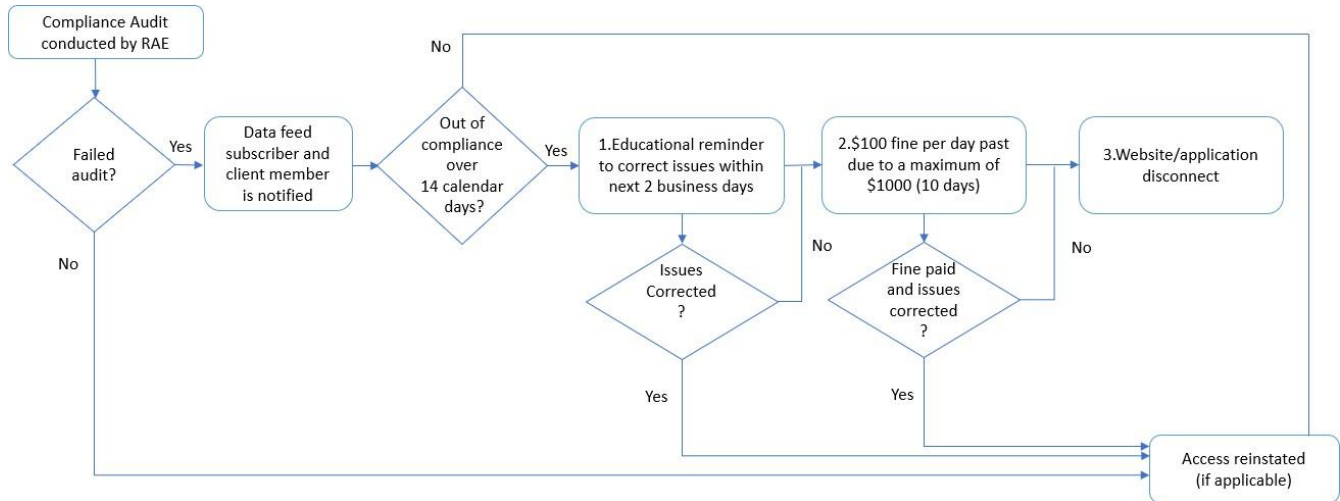 Compliance Audit
conducted by RAE
Failed
audit?
Yes
No
Data feed
subscriber and
client member
is notified
Out of
compliance
over
14 calendar
days?
No
Yes
1.Educational reminder
to correct issues within
next 2 business days
Issues
Corrected
?
No
Yes
2.$100 fine per day past
due to a maximum of
$1000 (10 days)
Fine paid
and issues
corrected
?
No
Yes
3.Website/application
disconnect
Access reinstated
(if applicable)